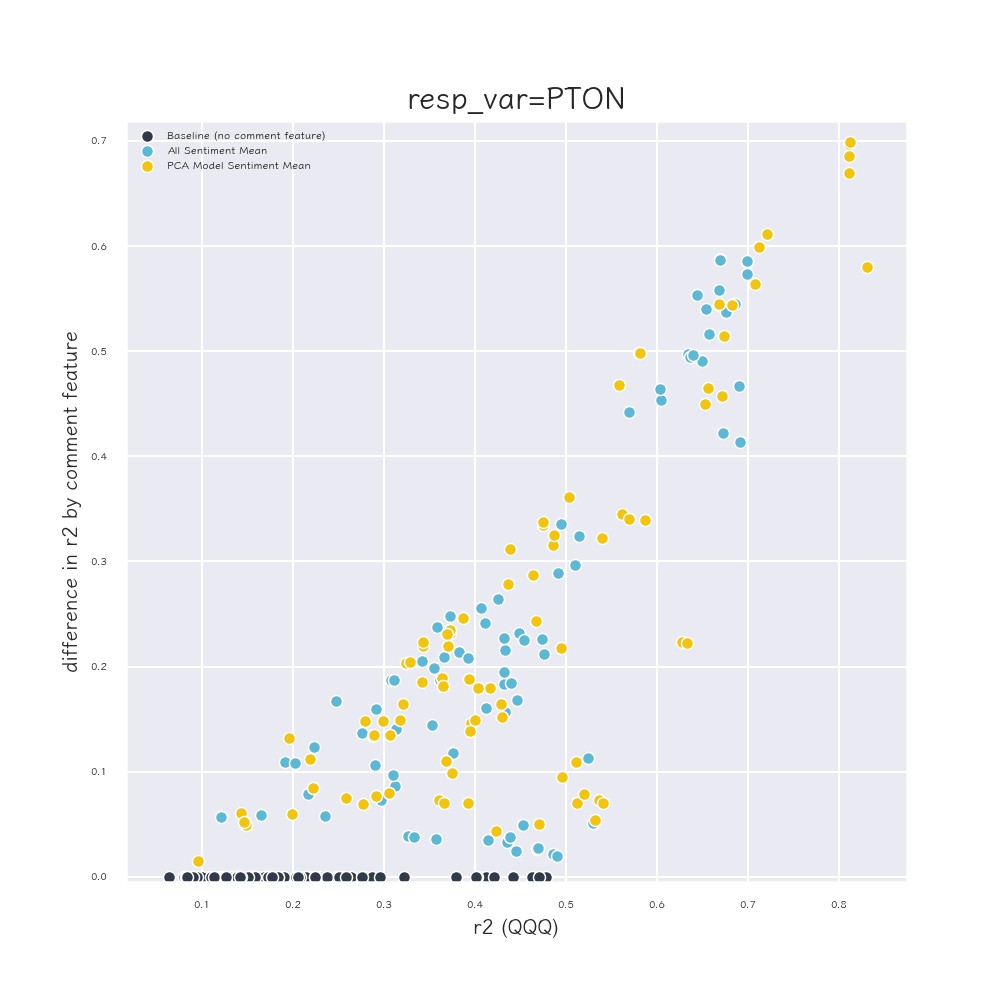 resp_var=PTON
Baseline (no comment feature)
All Sentiment Mean
PCA Model Sentiment Mean
difference in r2 by comment feature
0.7
0.6
0.5
0.4
0.3
0.2
0.1
0.0
0.1 0.2 0.3 0.4 0.5 0.6 0.7 0.8
r2 (QQQ)